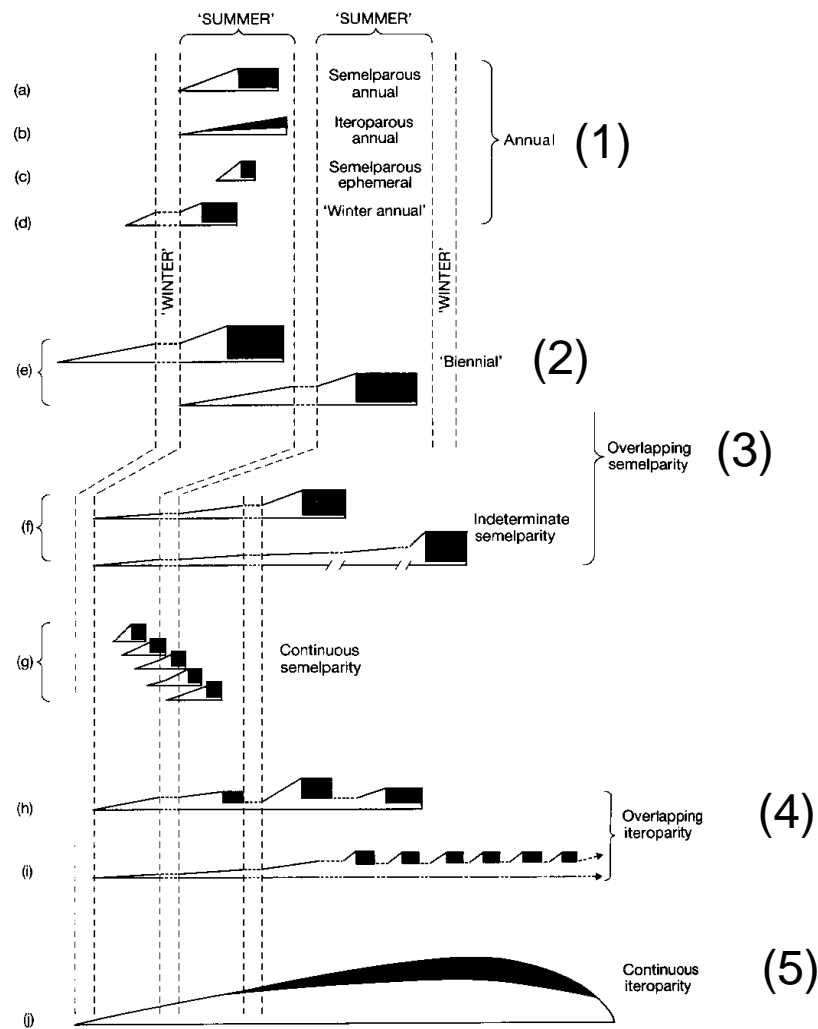 'SUMMER' 'SUMMER'
(a) Semelparous
annual
(b) Iteroparous
annual
Annual (1)
(c) Semelparous
ephemeral
(d) 'Winter annual'
'WINTER' 'WINTER'
(e) 'Biennial' (2)
Overlapping
semelparity (3)
(f) Indeterminate
semelparity
(g) Continuous
semelparity
(h) Overlapping
iteroparity (4)
(i)
Continuous
iteroparity (5)
(j)